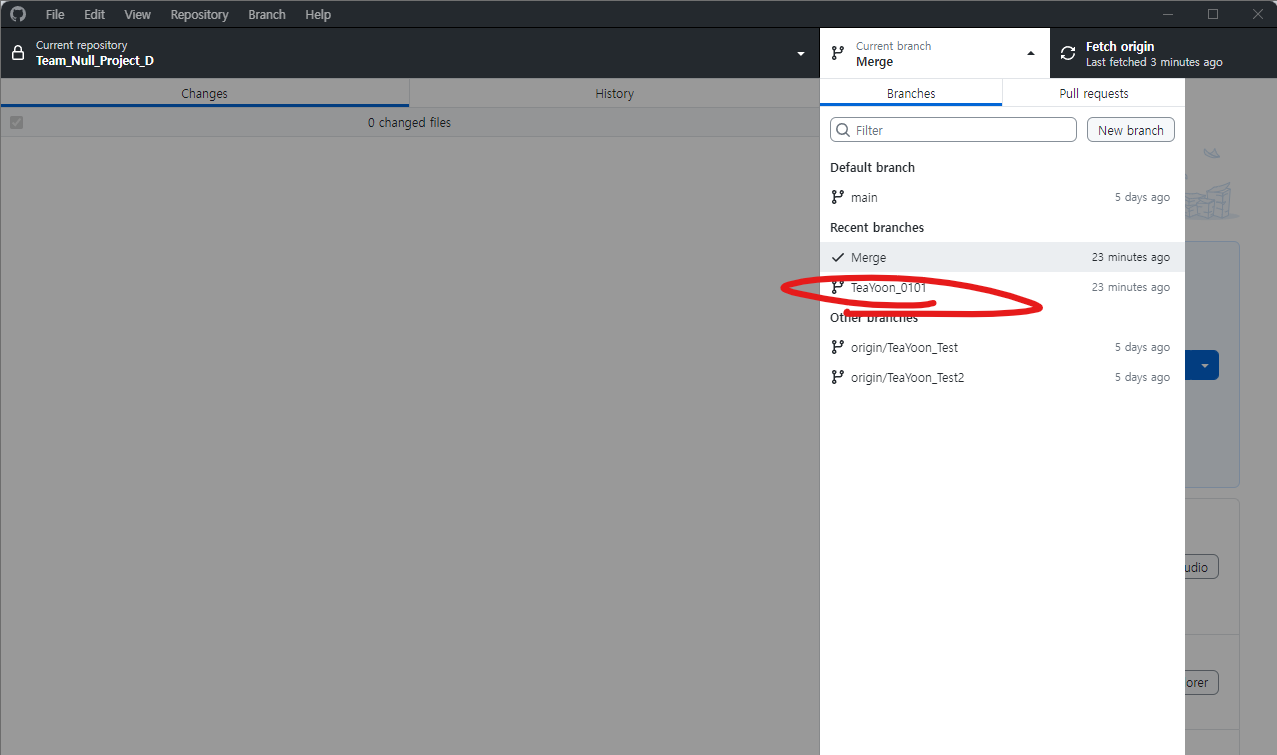 File Edit View Repository Branch Help
Current repository
Team_Null_Project_D
Current branch
Merge
Fetch origin
Last fetched 3 minutes ago
Changes
History
0 changed files
Branches
Pull requests
Filter
New branch
Default branch
main 5 days ago
Recent branches
Merge 23 minutes ago
TeaYoon_0101 23 minutes ago
Other branches
origin/TeaYoon_Test 5 days ago
origin/TeaYoon_Test2 5 days ago
udio
orer